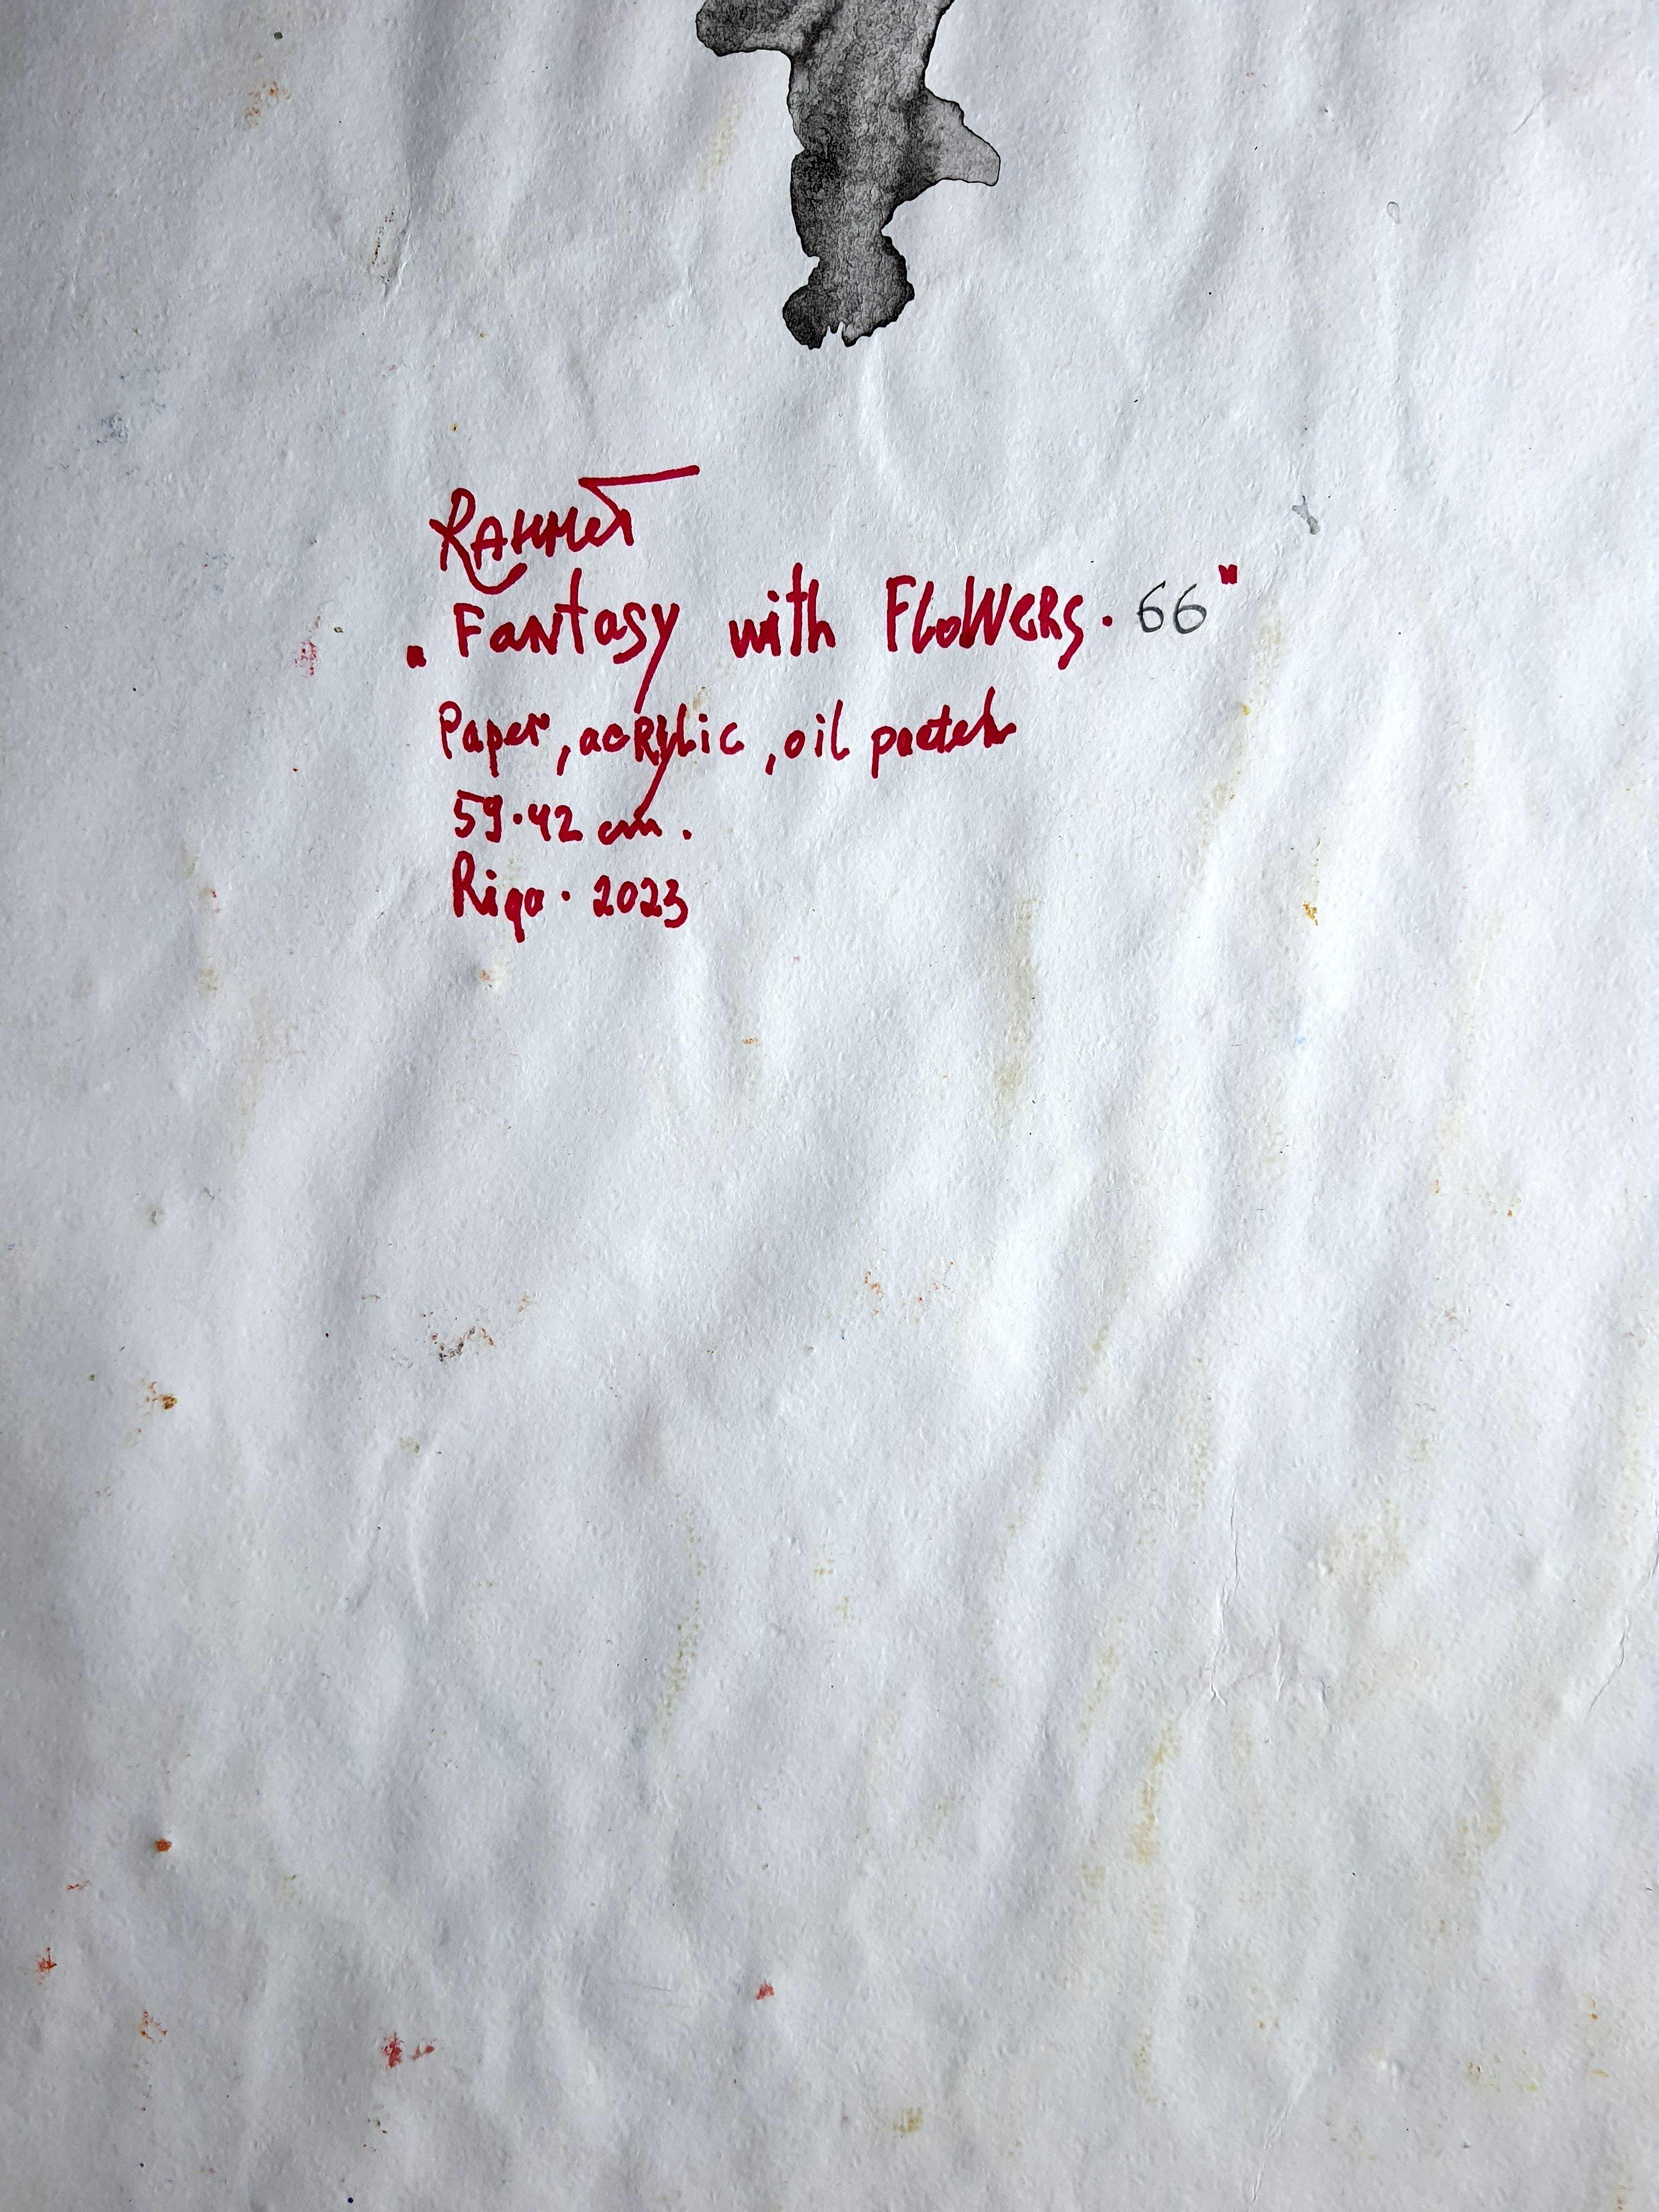 Rahmet
„Fantasy with FLOWERS. 66"
Paper, acrylic, oil pastel
59.42 cm.
Riga. 2023